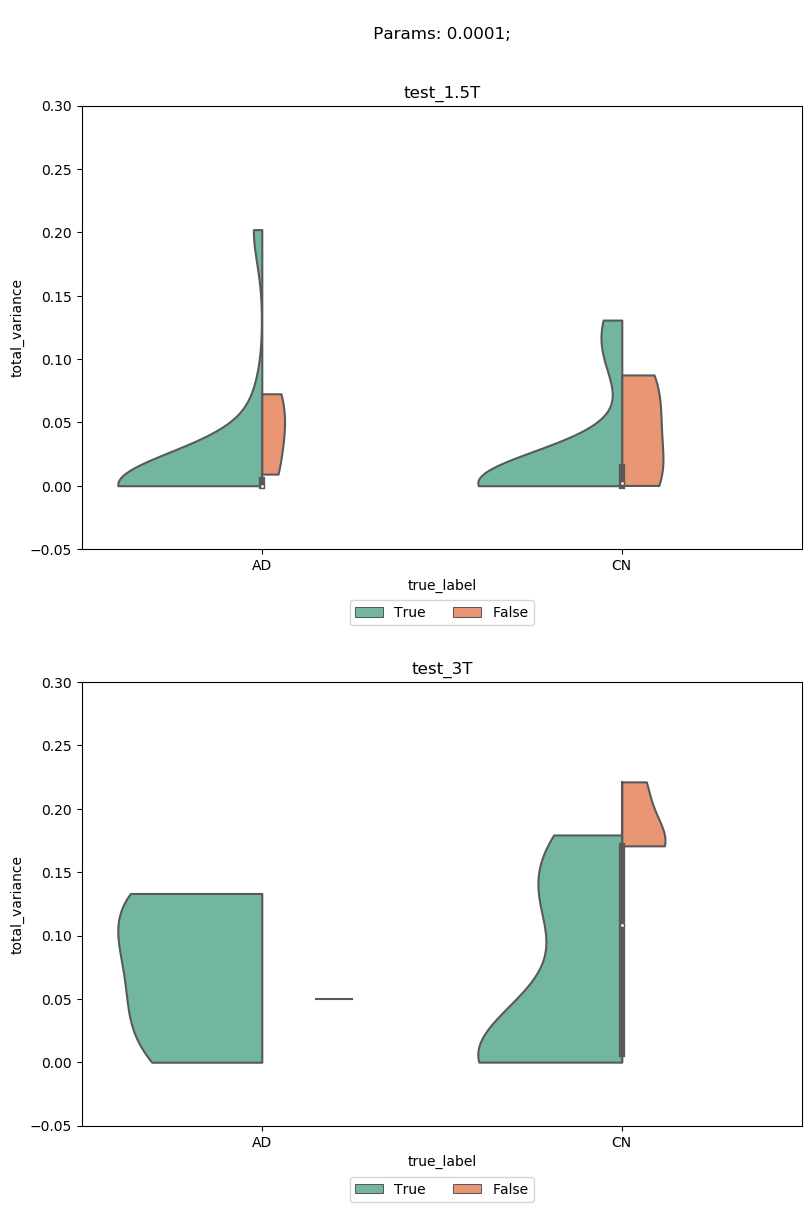 Params: 0.0001;
test_1.5T
0.30
0.25
0.20
0.15
0.10
0.05
0.00
−0.05
total_variance
AD CN
true_label
True False
test_3T
0.30
0.25
0.20
0.15
0.10
0.05
0.00
−0.05
total_variance
AD CN
true_label
True False